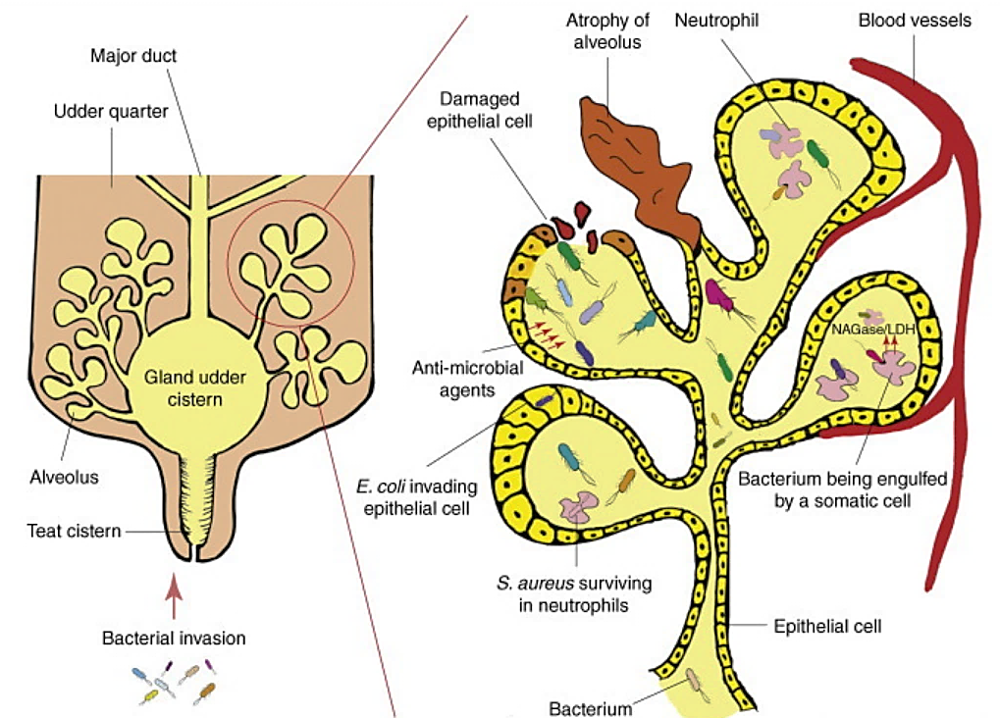 Major duct
Udder quarter
Gland udder
cistern
Alveolus
Teat cistern
Bacterial invasion
Atrophy of
alveolus
Neutrophil
Blood vessels
Damaged
epithelial cell
NAGase/LDH
Anti-microbial
agents
E. coli invading
epithelial cell
Bacterium being engulfed
by a somatic cell
S. aureus surviving
in neutrophils
Epithelial cell
Bacterium